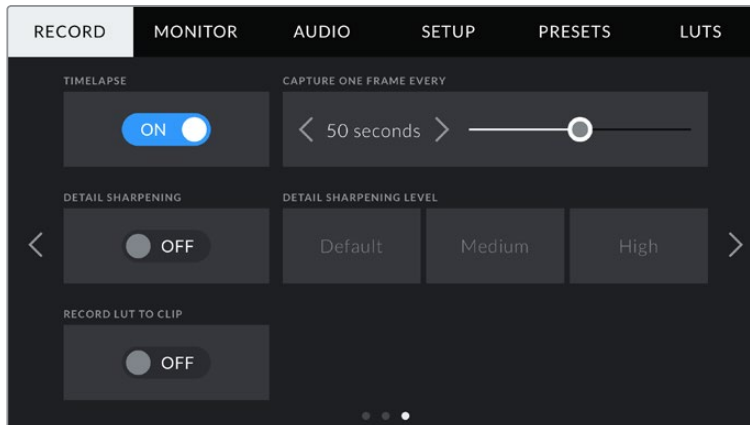 RECORD MONITOR AUDIO SETUP PRESETS LUTS
TIMELAPSE
CAPTURE ONE FRAME EVERY
ON
50 seconds
DETAIL SHARPENING
DETAIL SHARPENING LEVEL
OFF
Default
Medium
High
RECORD LUT TO CLIP
OFF